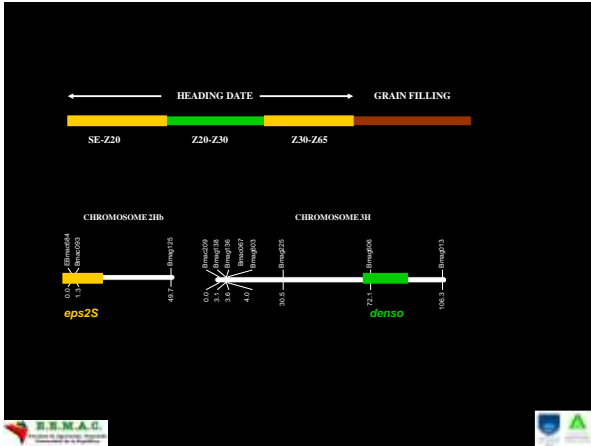 HEADING DATE
GRAIN FILLING
SE-Z20
Z20-Z30
Z30-Z65
CHROMOSOME 2Hb
CHROMOSOME 3H
EBmac684
Bmac093
Bmag125
Bmac209
Bmag138
Bmag136
Bmac067
Bmag603
Bmag225
Bmag606
Bmag013
0.0
1.3
49.7
0.0
3.1
3.6
4.0
30.5
72.1
106.3
eps2S
denso
E.E.M.A.C.